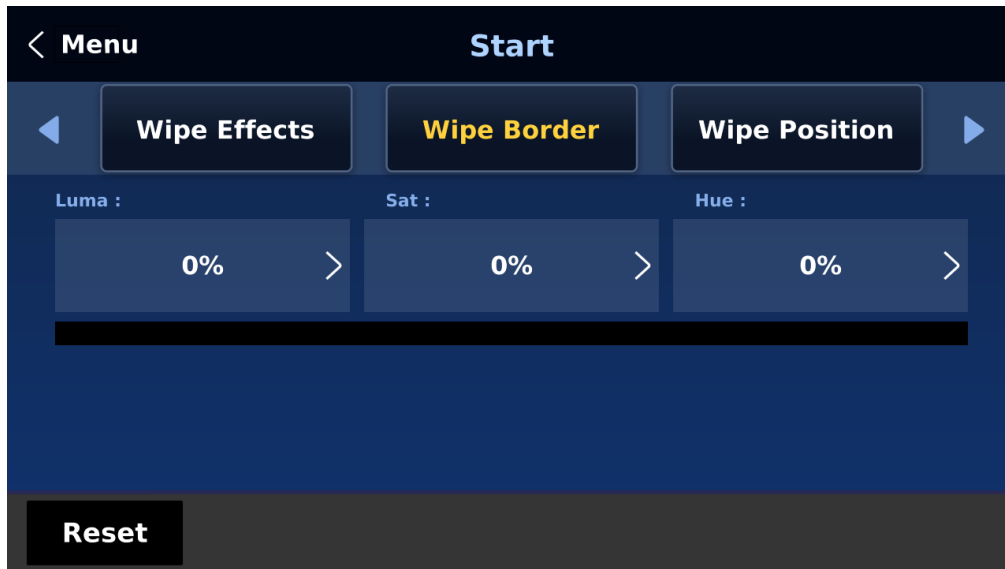 Menu
Start
Wipe Effects
Wipe Border
Wipe Position
Luma :
Sat :
Hue :
0%
0%
0%
Reset